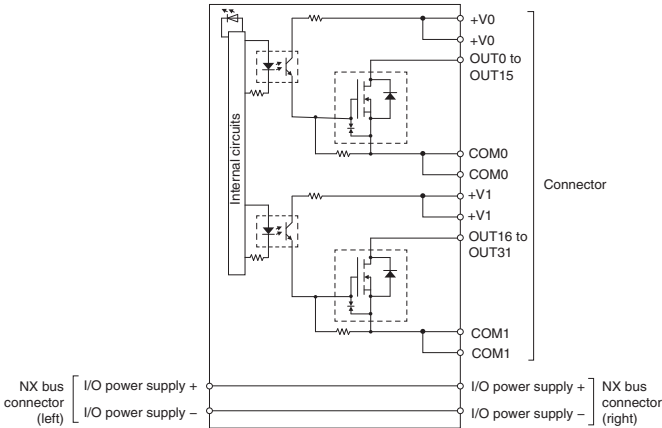 +V0
+V0
OUT0 to
OUT15
COM0
COM0
Internal circuits
+V1
+V1
Connector
OUT16 to
OUT31
COM1
COM1
NX bus
connector
(left)
I/O power supply +
I/O power supply −
I/O power supply +
I/O power supply −
NX bus
connector
(right)